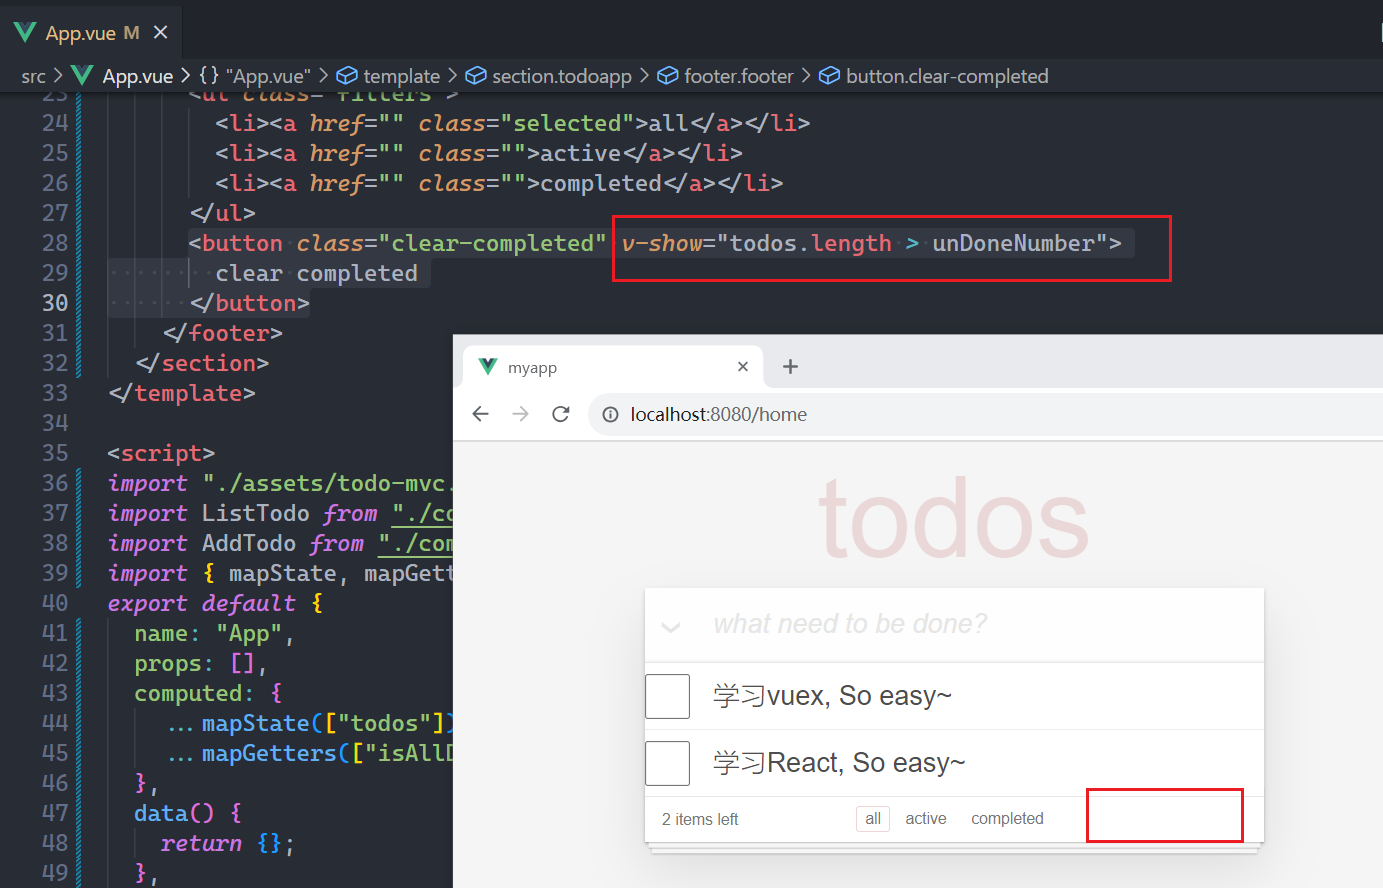 App.vue M ×
src > App.vue > {} "App.vue" > template > section.todoapp > footer.footer > button.clear-completed
23 <ul class="filters">
24 <li><a href="" class="selected">all</a></li>
25 <li><a href="" class="">active</a></li>
26 <li><a href="" class="">completed</a></li>
27 </ul>
28 <button class="clear-completed" v-show="todos.length > unDoneNumber">
29 clear completed
30 </button>
31 </footer>
32 </section>
33 </template>
34
35 <script>
36 import "./assets/todo-mvc.
37 import ListTodo from "./co
38 import AddTodo from "./com
39 import { mapState, mapGett
40 export default {
41 name: "App",
42 props: [],
43 computed: {
44 ...mapState(["todos"])
45 ...mapGetters(["isAllD
46 },
47 data() {
48 return {};
49 },
myapp × +
localhost:8080/home
todos
what need to be done?
学习vuex, So easy~
学习React, So easy~
2 items left all active completed